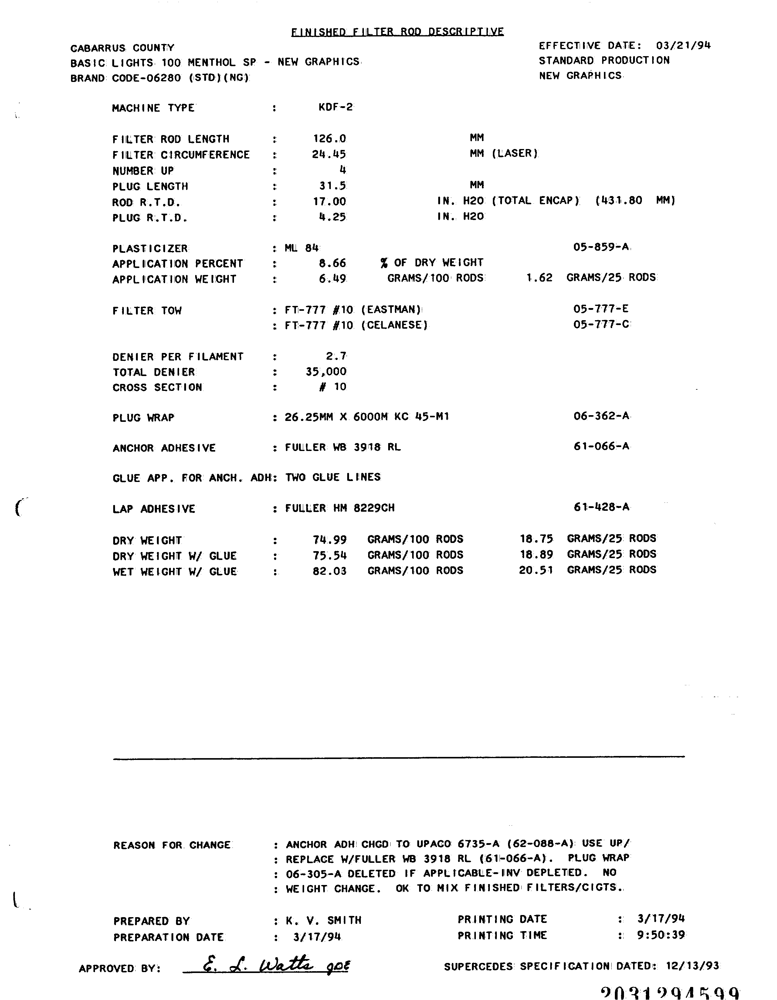 FINISHED FILTER ROD DESCRIPTIVE
CABARRUS COUNTY EFFECTIVE DATE: 03/21/94
BASIC LIGHTS 100 MENTHOL SP - NEW GRAPHICS STANDARD PRODUCTION
BRAND CODE-06280 (STD)(NG) NEW GRAPHICS
MACHINE TYPE : KDF-2
FILTER ROD LENGTH : 126.0 MM
FILTER CIRCUMFERENCE : 24.45 MM (LASER)
NUMBER UP : 4
PLUG LENGTH : 31.5 MM
ROD R.T.D. : 17.00 IN. H2O (TOTAL ENCAP) (431.80 MM)
PLUG R.T.D. : 4.25 IN. H2O
PLASTICIZER : ML 84 05-859-A
APPLICATION PERCENT : 8.66 % OF DRY WEIGHT
APPLICATION WEIGHT : 6.49 GRAMS/100 RODS 1.62 GRAMS/25 RODS
FILTER TOW : FT-777 #10 (EASTMAN) 05-777-E
: FT-777 #10 (CELANESE) 05-777-C
DENIER PER FILAMENT : 2.7
TOTAL DENIER : 35,000
CROSS SECTION : # 10
PLUG WRAP : 26.25MM X 6000M KC 45-M1 06-362-A
ANCHOR ADHESIVE : FULLER WB 3918 RL 61-066-A
GLUE APP. FOR ANCH. ADH: TWO GLUE LINES
LAP ADHESIVE : FULLER HM 8229CH 61-428-A
DRY WEIGHT : 74.99 GRAMS/100 RODS 18.75 GRAMS/25 RODS
DRY WEIGHT W/ GLUE : 75.54 GRAMS/100 RODS 18.89 GRAMS/25 RODS
WET WEIGHT W/ GLUE : 82.03 GRAMS/100 RODS 20.51 GRAMS/25 RODS
REASON FOR CHANGE : ANCHOR ADH CHGD TO UPACO 6735-A (62-088-A) USE UP/
: REPLACE W/FULLER WB 3918 RL (61-066-A). PLUG WRAP
: 06-305-A DELETED IF APPLICABLE-INV DEPLETED. NO
: WEIGHT CHANGE. OK TO MIX FINISHED FILTERS/CIGTS.
PREPARED BY : K. V. SMITH PRINTING DATE : 3/17/94
PREPARATION DATE : 3/17/94 PRINTING TIME : 9:50:39
APPROVED BY: E. L. Watts SUPERCEDES SPECIFICATION DATED: 12/13/93
2031294599